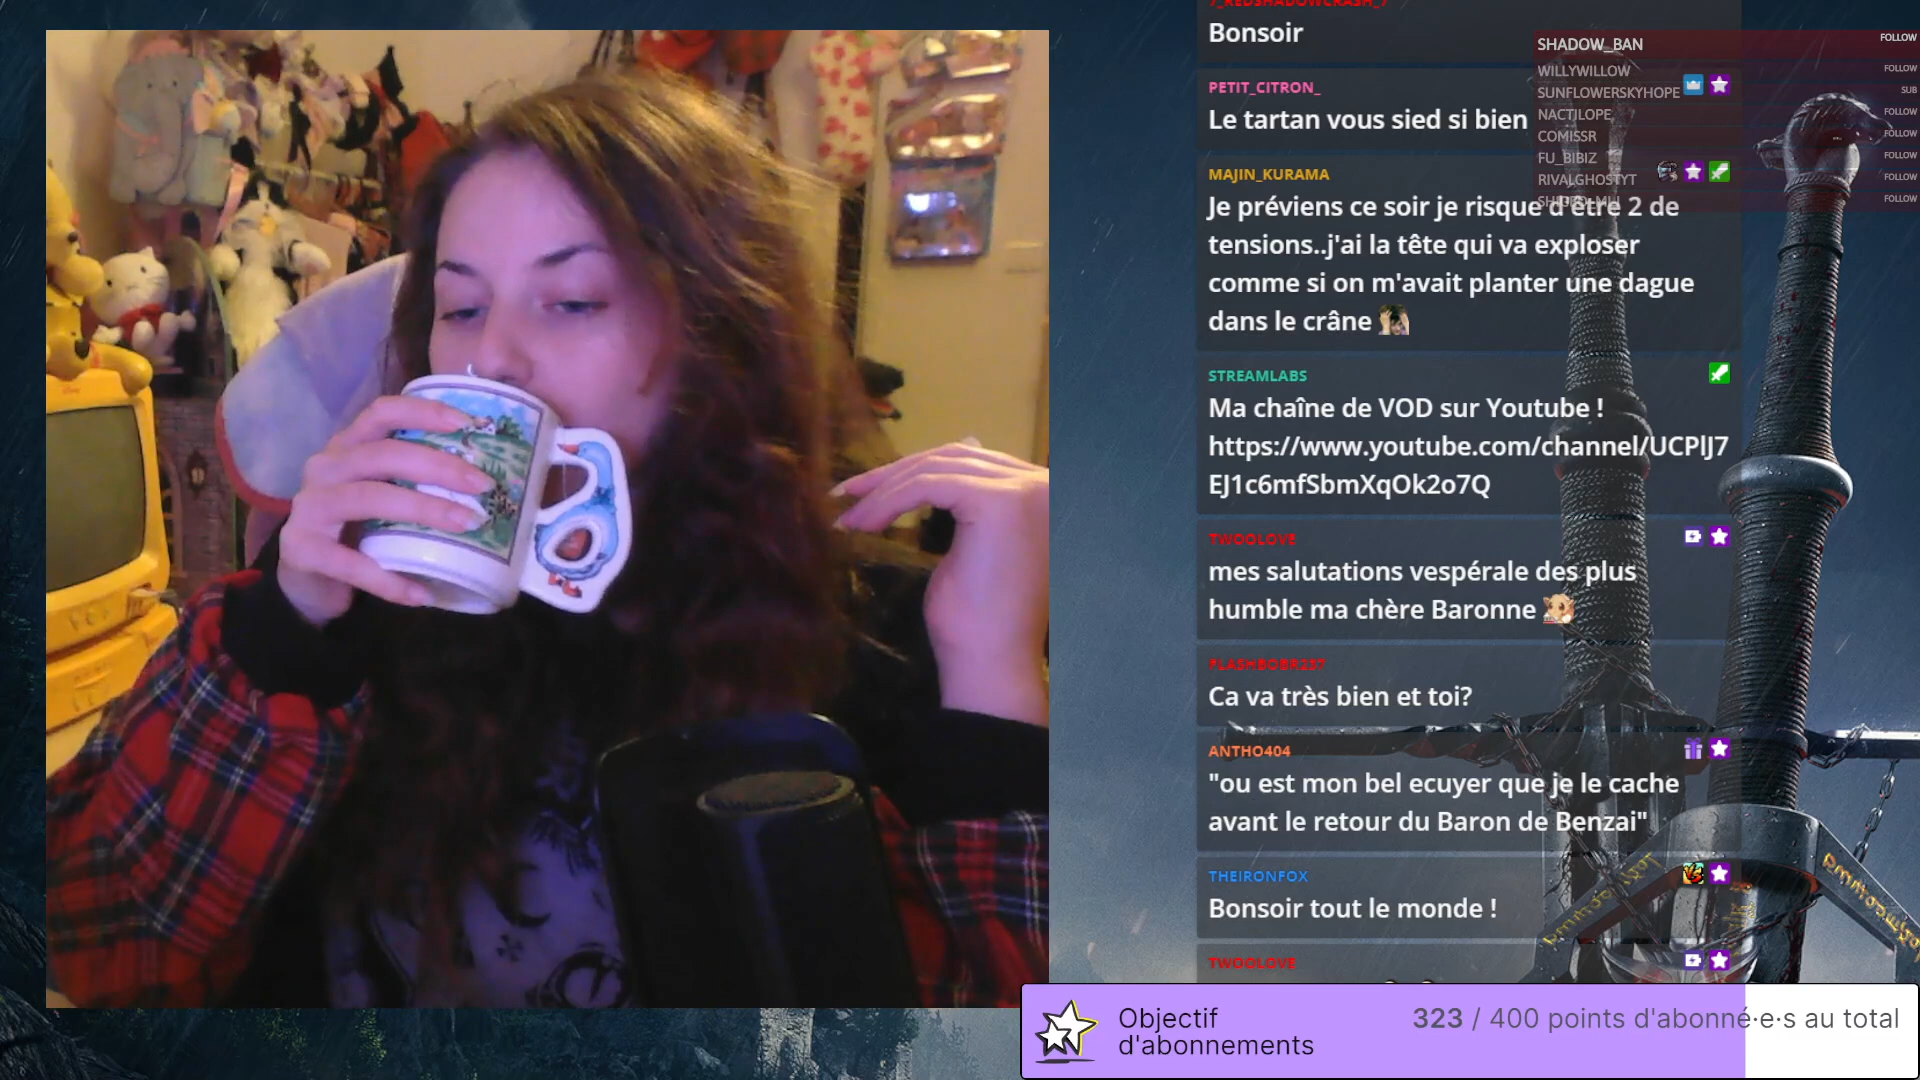 7_REDSHADOWCRASH_7
Bonsoir
PETIT_CITRON_
Le tartan vous sied si bien
MAJIN_KURAMA
Je préviens ce soir je risque d'être 2 de
tensions..j'ai la tête qui va exploser
comme si on m'avait planter une dague
dans le crâne
STREAMLABS
Ma chaîne de VOD sur Youtube !
https://www.youtube.com/channel/UCPlJ7
EJ1c6mfSbmXqOk2o7Q
TWOOLOVE
mes salutations vespérale des plus
humble ma chère Baronne
FLASHBOBR237
Ca va très bien et toi?
ANTHO404
"ou est mon bel ecuyer que je le cache
avant le retour du Baron de Benzai"
THEIRONFOX
Bonsoir tout le monde !
TWOOLOVE
SHADOW_BAN FOLLOW
WILLYWILLOW FOLLOW
SUNFLOWERSKYHOPE SUB
NACTILOPE_ FOLLOW
COMISSR FOLLOW
FU_BIBIZ FOLLOW
RIVALGHOSTYT FOLLOW
FOLLOW
Objectif
d'abonnements
323 / 400 points d'abonné·e·s au total